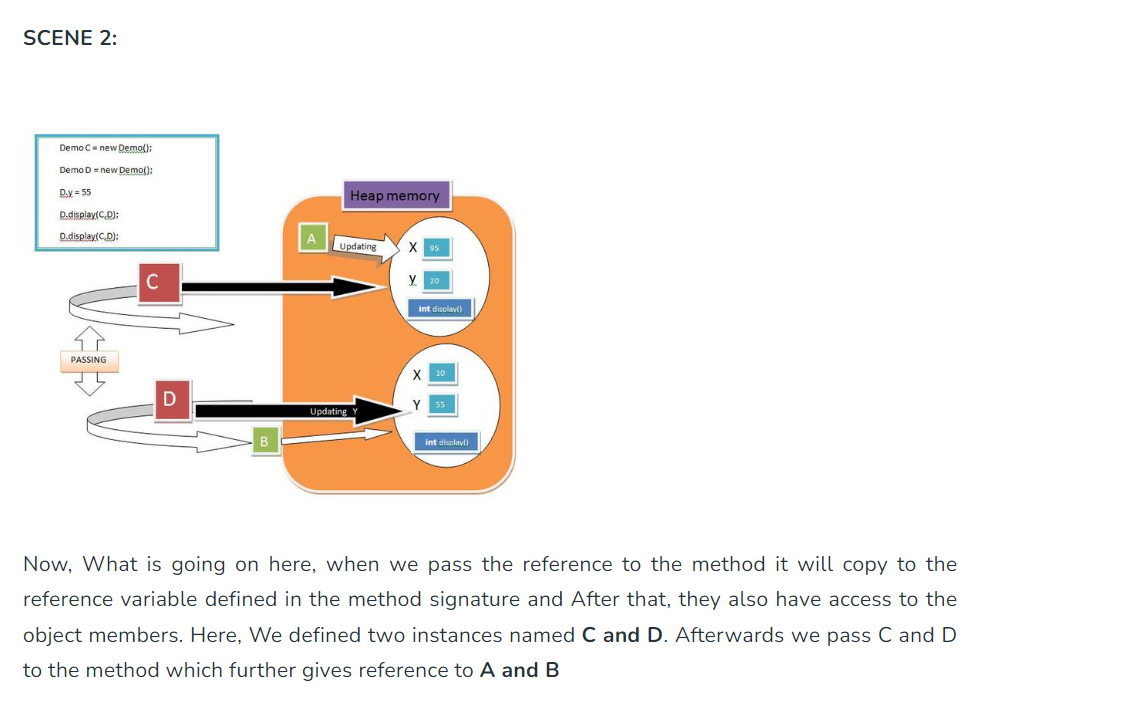 SCENE 2:
Demo C = new Demo();
Demo D = new Demo();
D.y = 55
D.display(C,D);
D.display(C,D);
Heap memory
A
Updating
X
95
Y
20
int display()
C
PASSING
X
10
D
Y
55
Updating Y
B
int display()
Now, What is going on here, when we pass the reference to the method it will copy to the
reference variable defined in the method signature and After that, they also have access to the
object members. Here, We defined two instances named C and D. Afterwards we pass C and D
to the method which further gives reference to A and B